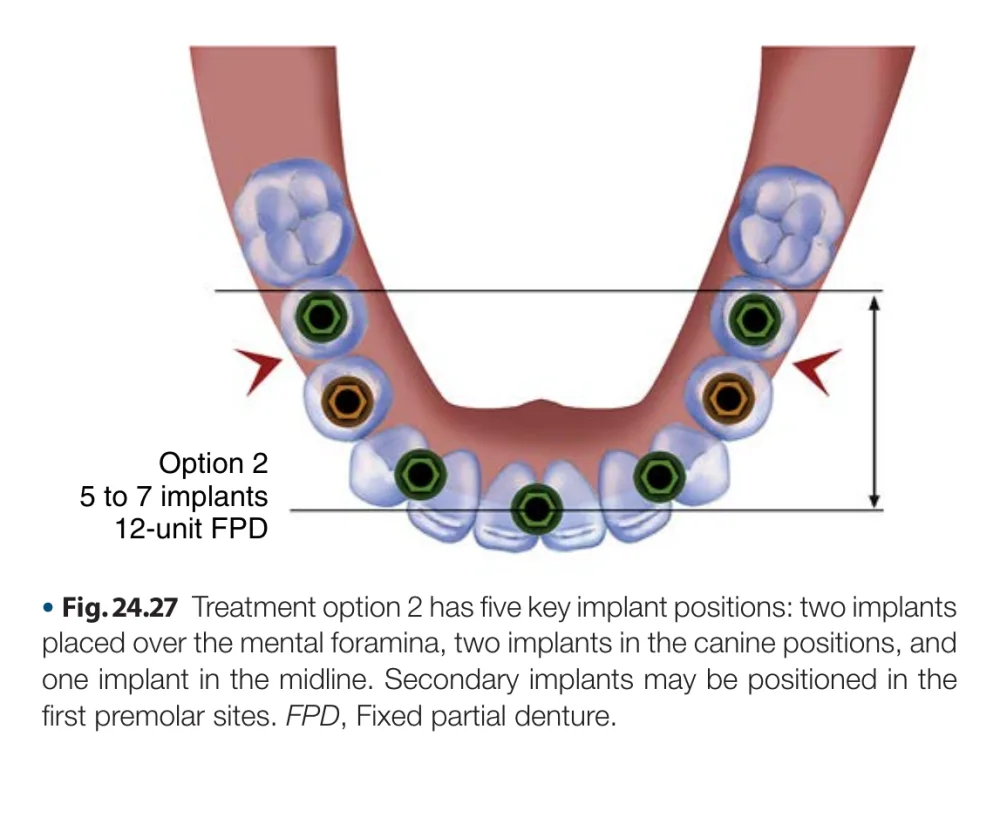 Option 2
5 to 7 implants
12-unit FPD
• Fig. 24.27 Treatment option 2 has five key implant positions: two implants
placed over the mental foramina, two implants in the canine positions, and
one implant in the midline. Secondary implants may be positioned in the
first premolar sites. FPD, Fixed partial denture.